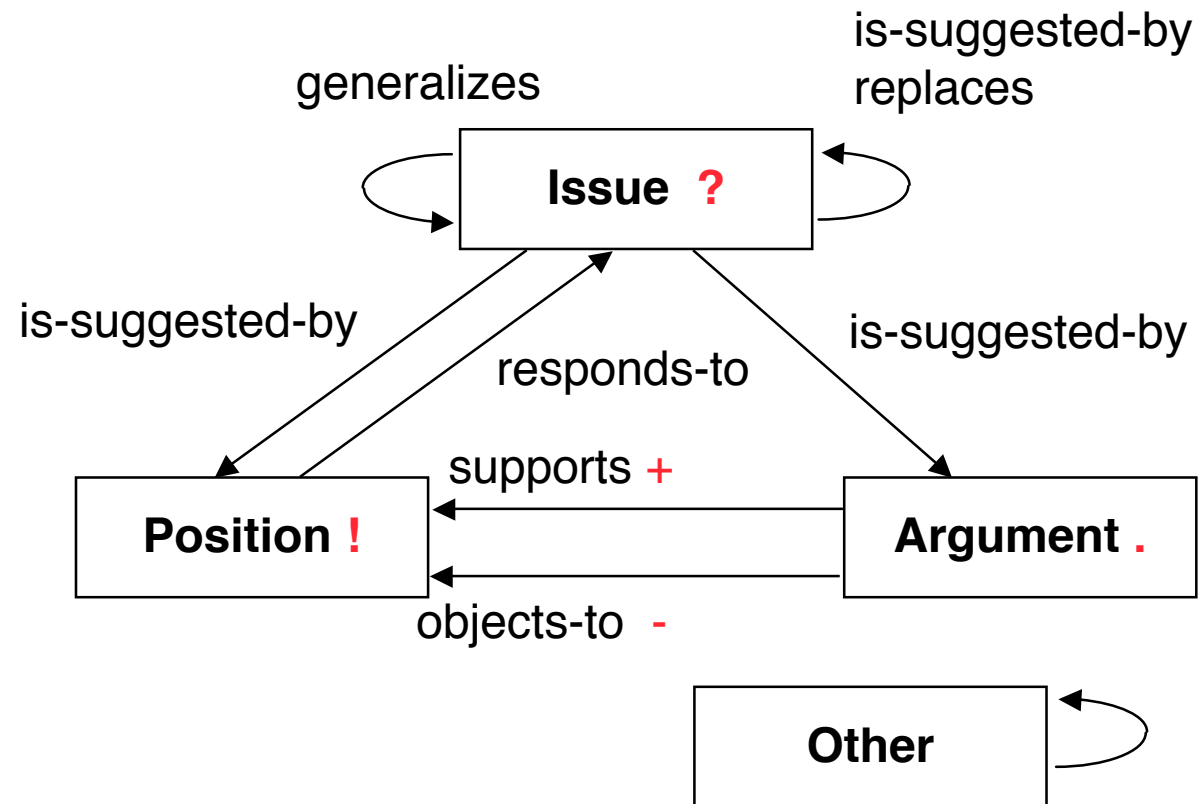 is-suggested-by
replaces
generalizes
Issue ?
is-suggested-by
is-suggested-by
responds-to
supports +
Position !
Argument .
objects-to -
Other